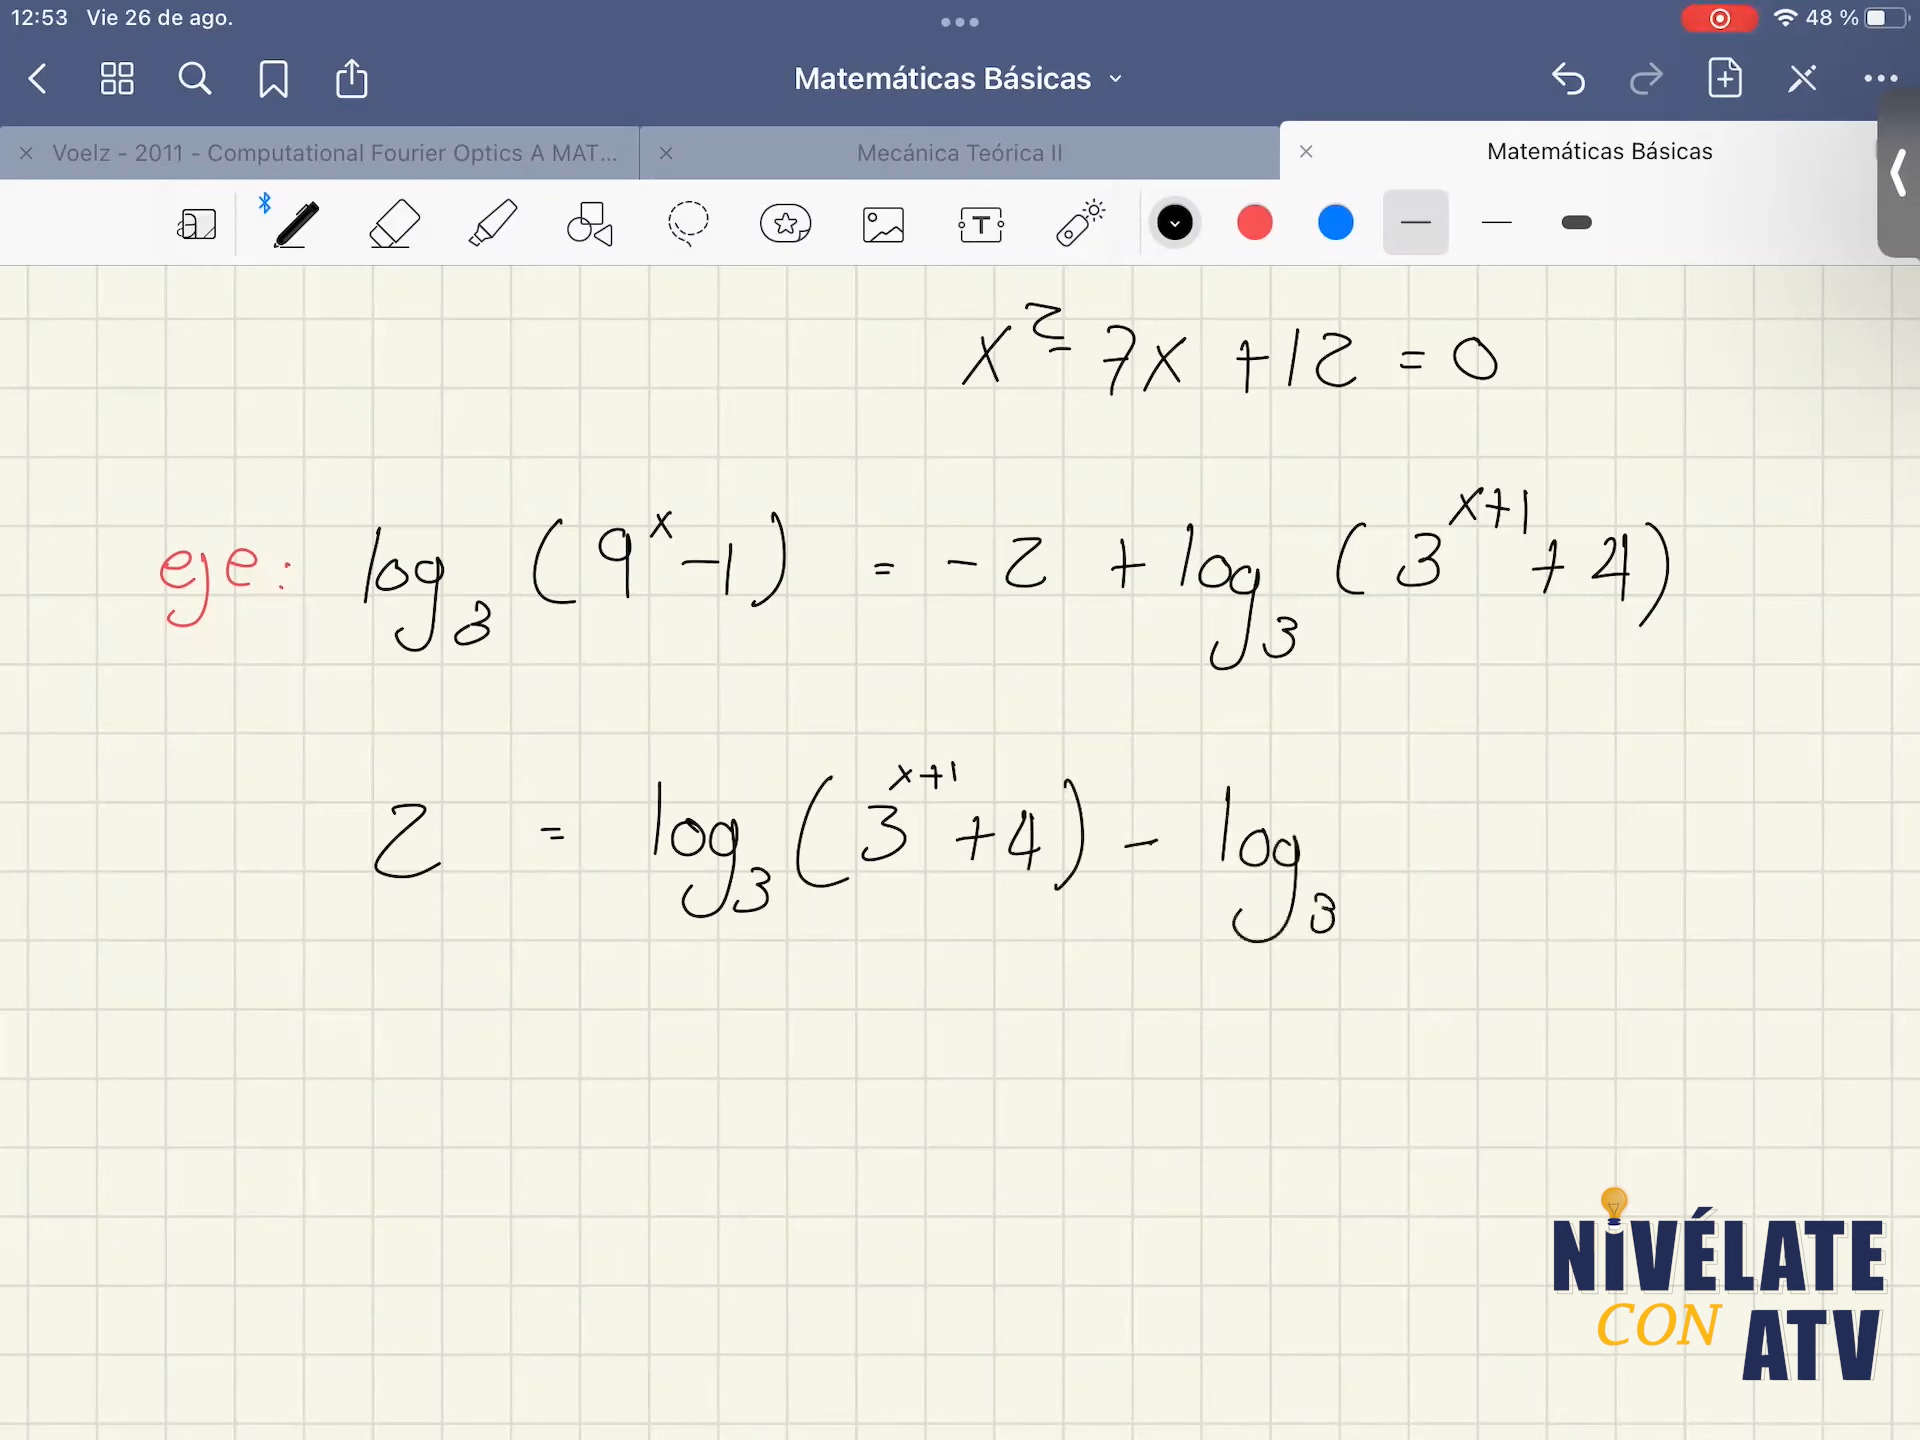 12:53 Vie 26 de ago.
48 %
Matemáticas Básicas
Voelz - 2011 - Computational Fourier Optics A MAT...
Mecánica Teórica II
Matemáticas Básicas
x² - 7x + 12 = 0
eje: log₃ (9ˣ - 1) = - 2 + log₃ (3ˣ⁺¹ + 4)
2 = log₃ (3ˣ⁺¹ + 4) - log₃
NIVÉLATE
CON
ATV